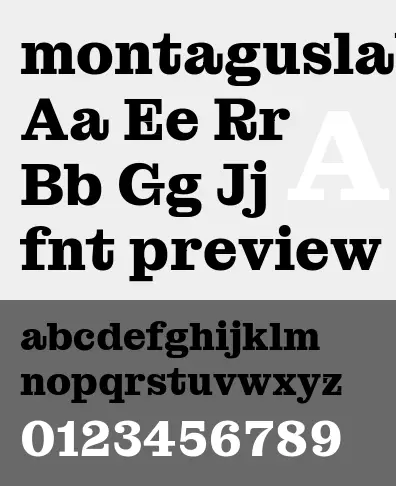 montagusla
Aa Ee Rr
A
Bb Gg Jj
fnt preview
abcdefghijklm
nopqrstuvwxyz
0123456789